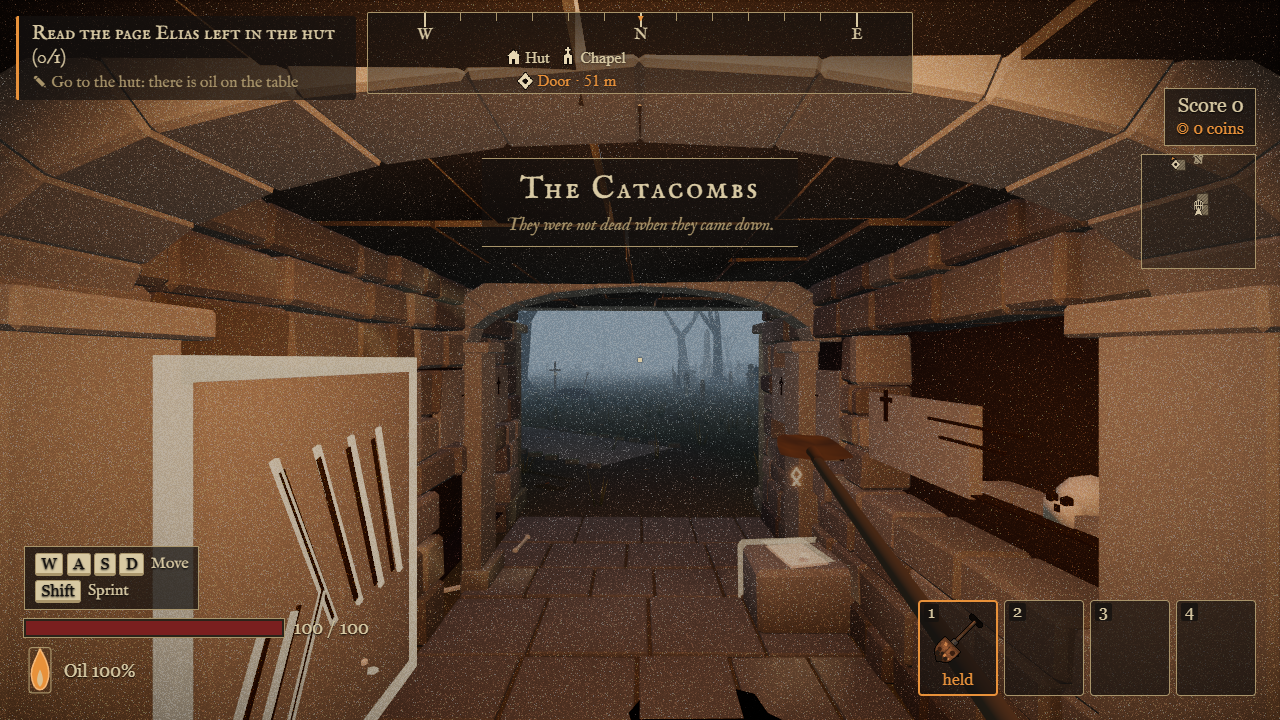 Read the page Elias left in the hut
(0/1)
Go to the hut: there is oil on the table
W N E
Hut Chapel
Door · 51 m
Score 0
0 coins
The Catacombs
They were not dead when they came down.
W A S D Move
Shift Sprint
100 / 100
Oil 100%
1 2 3 4
held